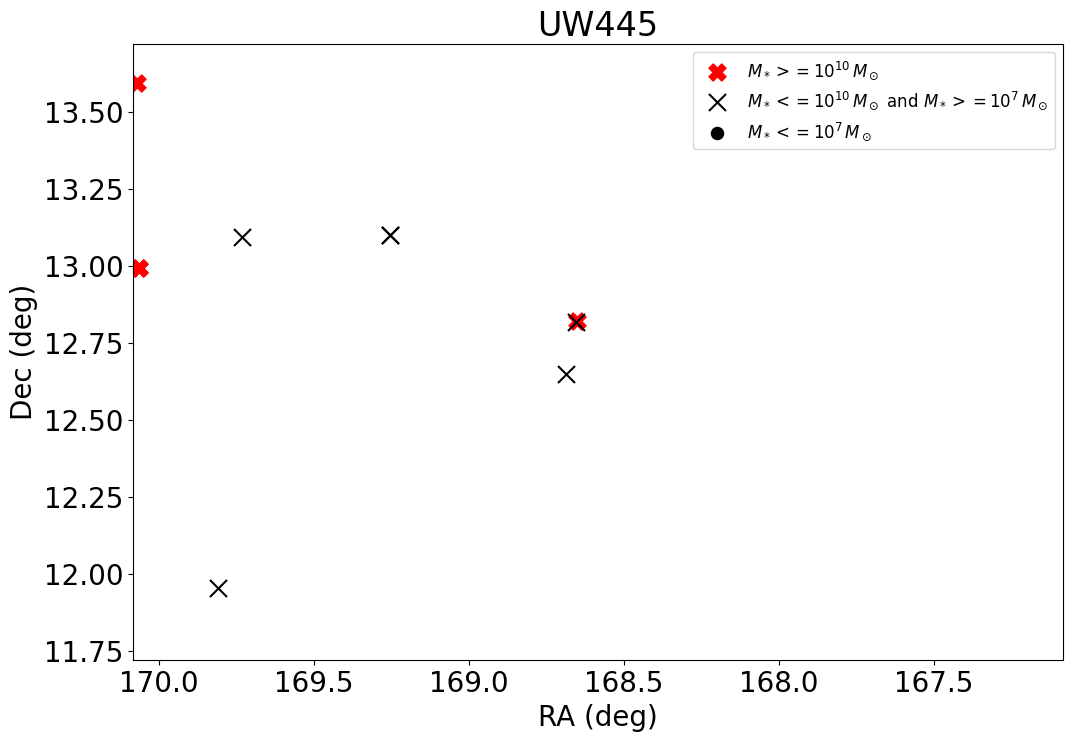 UW445
M* >= 10^10 M⊙
M* <= 10^10 M⊙ and M* >= 10^7 M⊙
M* <= 10^7 M⊙
Dec (deg)
13.50
13.25
13.00
12.75
12.50
12.25
12.00
11.75
170.0 169.5 169.0 168.5 168.0 167.5
RA (deg)